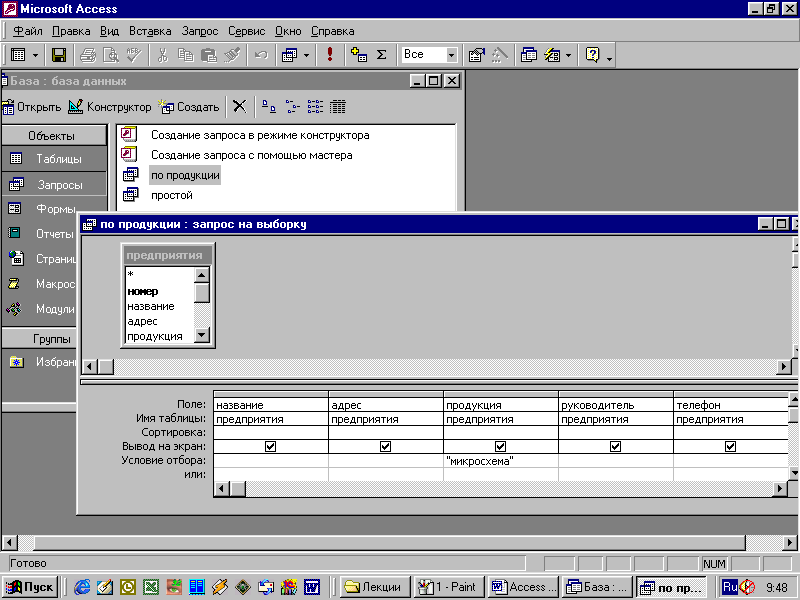 Microsoft Access
Файл Правка Вид Вставка Запрос Сервис Окно Справка
Все
База : база данных
Открыть Конструктор Создать
Объекты
Таблицы
Запросы
Формы
Отчеты
Страниц
Макрос
Модули
Группы
Избран
Создание запроса в режиме конструктора
Создание запроса с помощью мастера
по продукции
простой
по продукции : запрос на выборку
предприятия
*
номер
название
адрес
продукция
Поле: название адрес продукция руководитель телефон
Имя таблицы: предприятия предприятия предприятия предприятия предприятия
Сортировка:
Вывод на экран:
Условие отбора: "микросхема"
или:
Готово NUM
Пуск Лекции 1 - Paint Access ... База : ... по пр... Ru 9:48